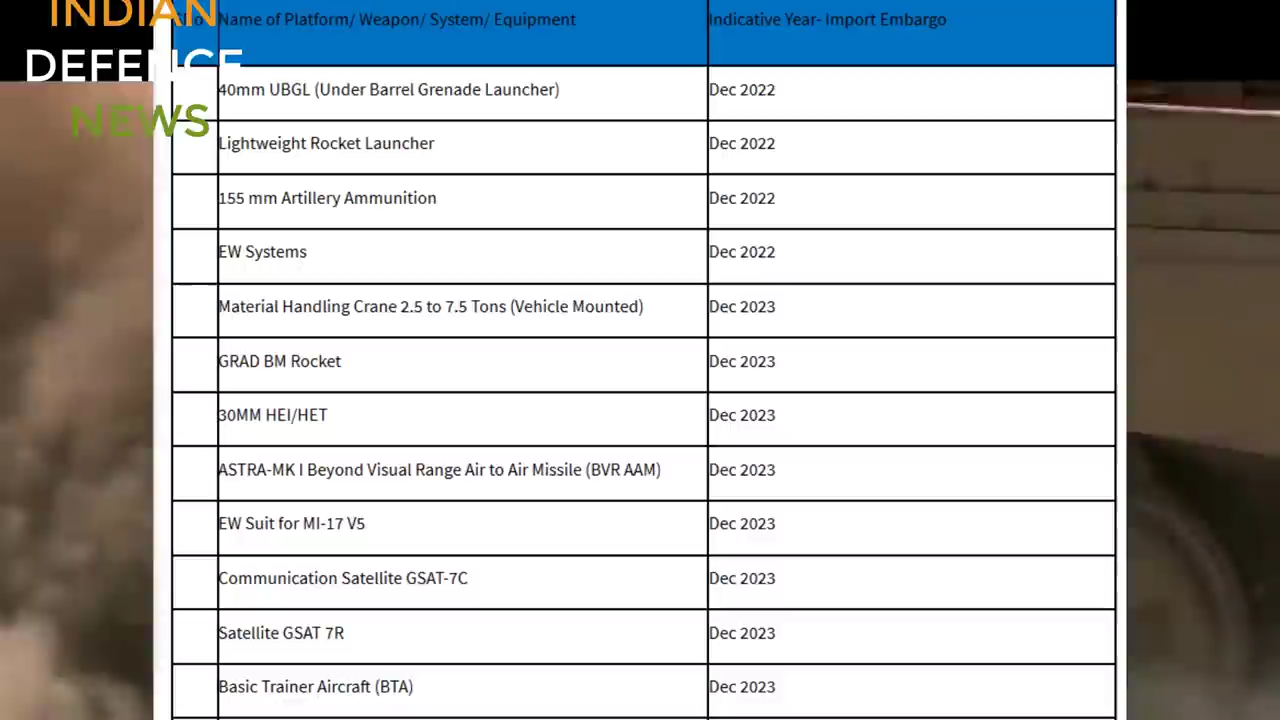 INDIAN
DEFENCE
NEWS
Name of Platform/ Weapon/ System/ Equipment Indicative Year- Import Embargo
40mm UBGL (Under Barrel Grenade Launcher) Dec 2022
Lightweight Rocket Launcher Dec 2022
155 mm Artillery Ammunition Dec 2022
EW Systems Dec 2022
Material Handling Crane 2.5 to 7.5 Tons (Vehicle Mounted) Dec 2023
GRAD BM Rocket Dec 2023
30MM HEI/HET Dec 2023
ASTRA-MK I Beyond Visual Range Air to Air Missile (BVR AAM) Dec 2023
EW Suit for MI-17 V5 Dec 2023
Communication Satellite GSAT-7C Dec 2023
Satellite GSAT 7R Dec 2023
Basic Trainer Aircraft (BTA) Dec 2023